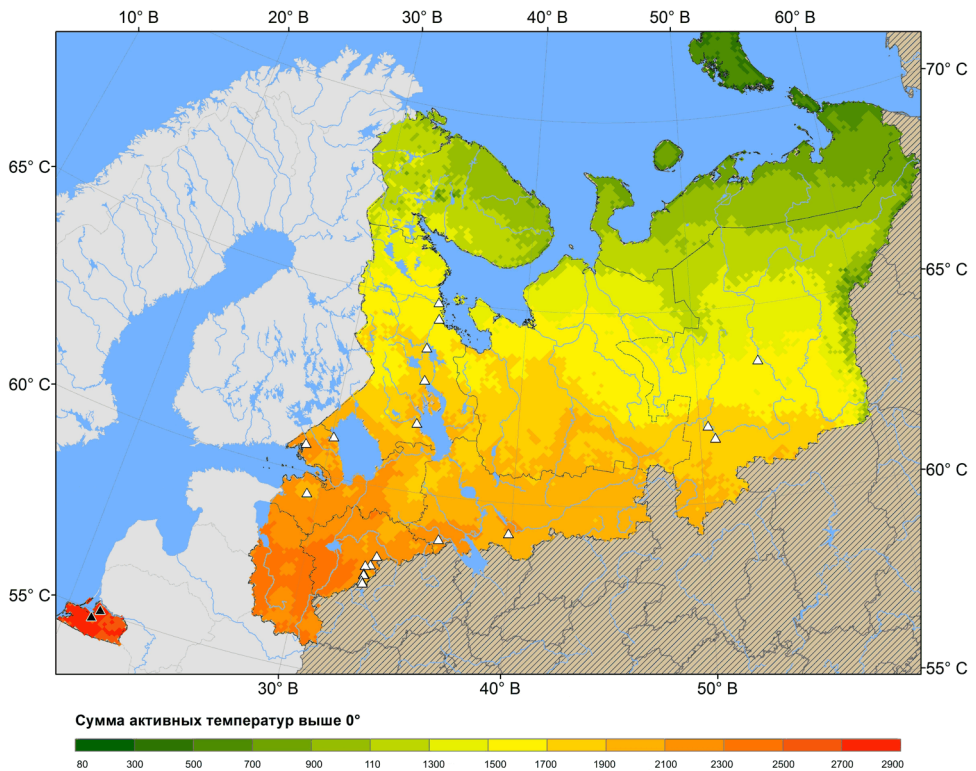 10° В 20° В 30° В 40° В 50° В 60° В
70° С
65° С
65° С
60° С
60° С
55° С
55° С
30° В 40° В 50° В
Сумма активных температур выше 0°
80 300 500 700 900 110 1300 1500 1700 1900 2100 2300 2500 2700 2900